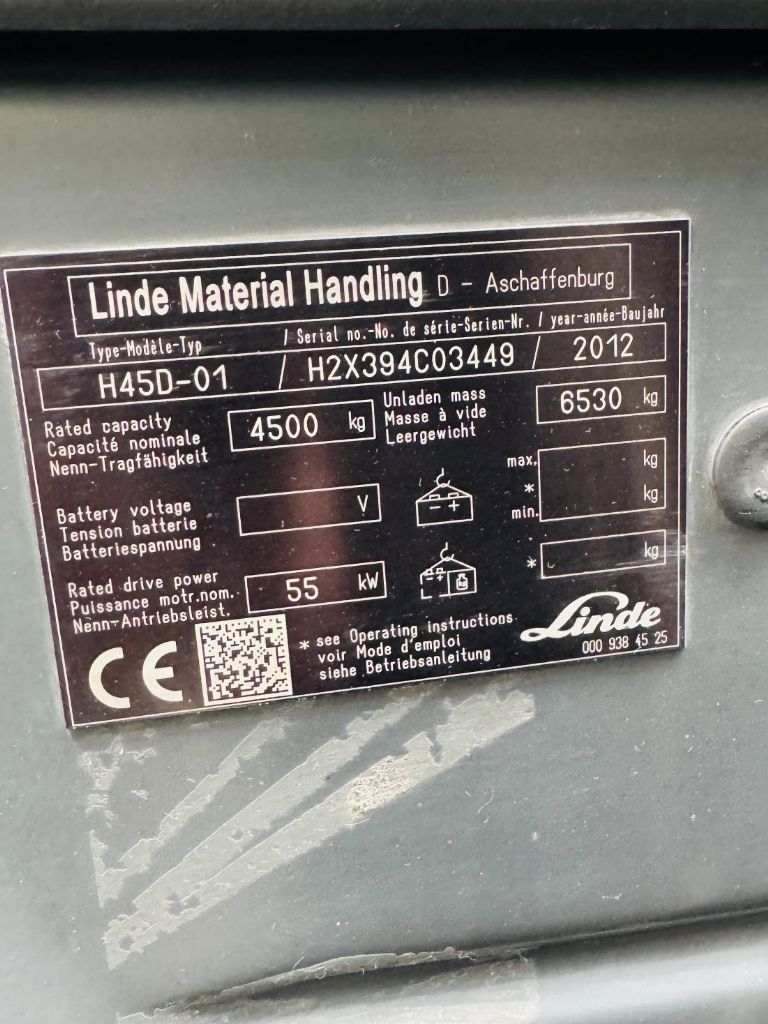 Linde Material Handling D - Aschaffenburg
Type-Modèle-Typ / Serial no.-No. de série-Serien-Nr. / year-année-Baujahr
H45D-01 / H2X394C03449 / 2012
Rated capacity
Capacité nominale
Nenn-Tragfähigkeit
4500 kg
Unladen mass
Masse à vide
Leergewicht
6530 kg
Battery voltage
Tension batterie
Batteriespannung
V
- +
max. kg
* kg
min.
Rated drive power
Puissance motr.nom.
Nenn-Antriebsleist.
55 kW
- + kg
* kg
CE
* see Operating instructions
voir Mode d'emploi
siehe Betriebsanleitung
Linde
000 938 45 25